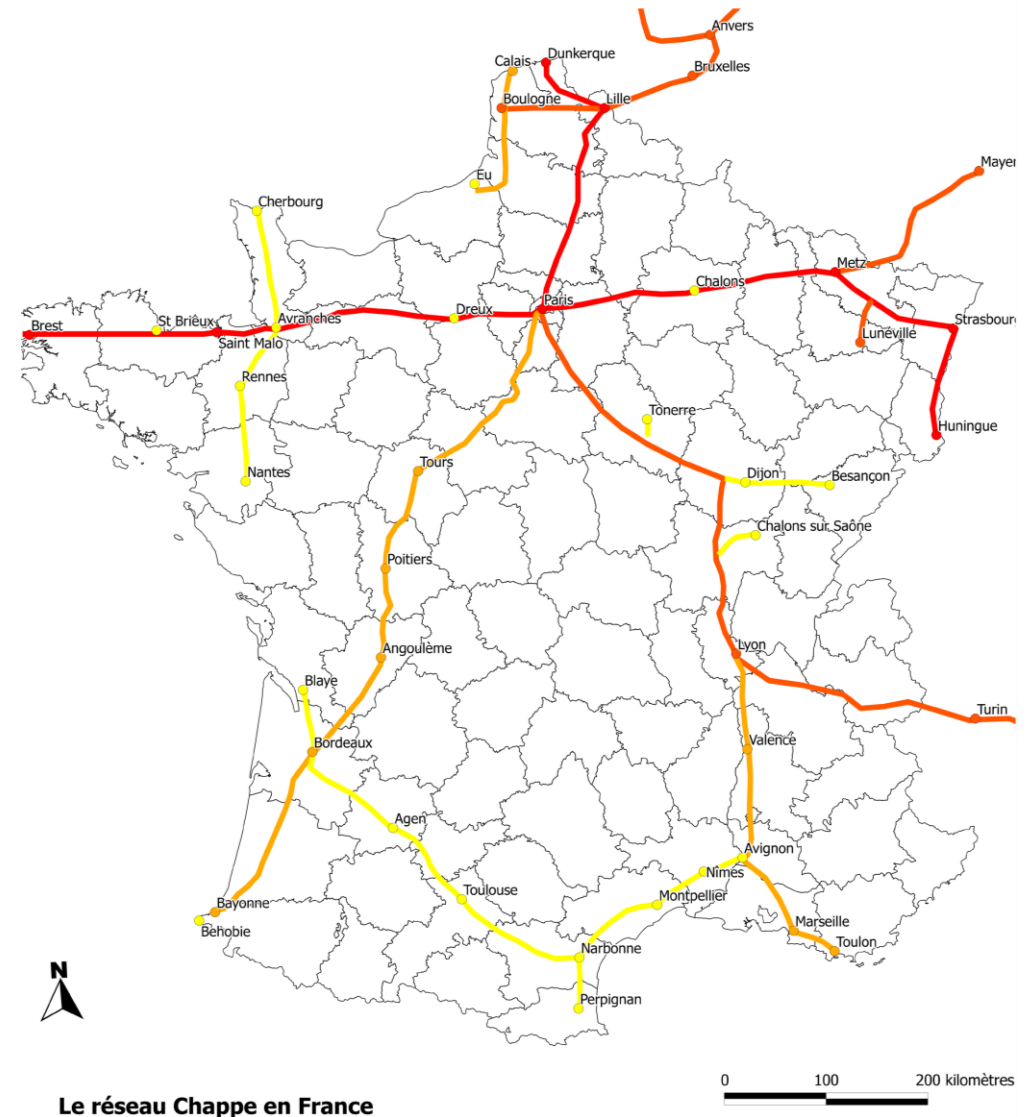 Anvers
Dunkerque
Calais
Bruxelles
Boulogne
Lille
Mayen
Eu
Cherbourg
Metz
Chalons
Paris
Dreux
St Brieux
Avranches
Brest
Strasbourg
Saint Malo
Lunéville
Rennes
Tonerre
Huningue
Tours
Nantes
Dijon
Besançon
Chalons sur Saône
Poitiers
Lyon
Angoulème
Blaye
Turin
Bordeaux
Valence
Agen
Avignon
Nîmes
Toulouse
Montpellier
Bayonne
Marseille
Behobie
Toulon
Narbonne
N
Perpignan
0 100 200 kilomètres
Le réseau Chappe en France